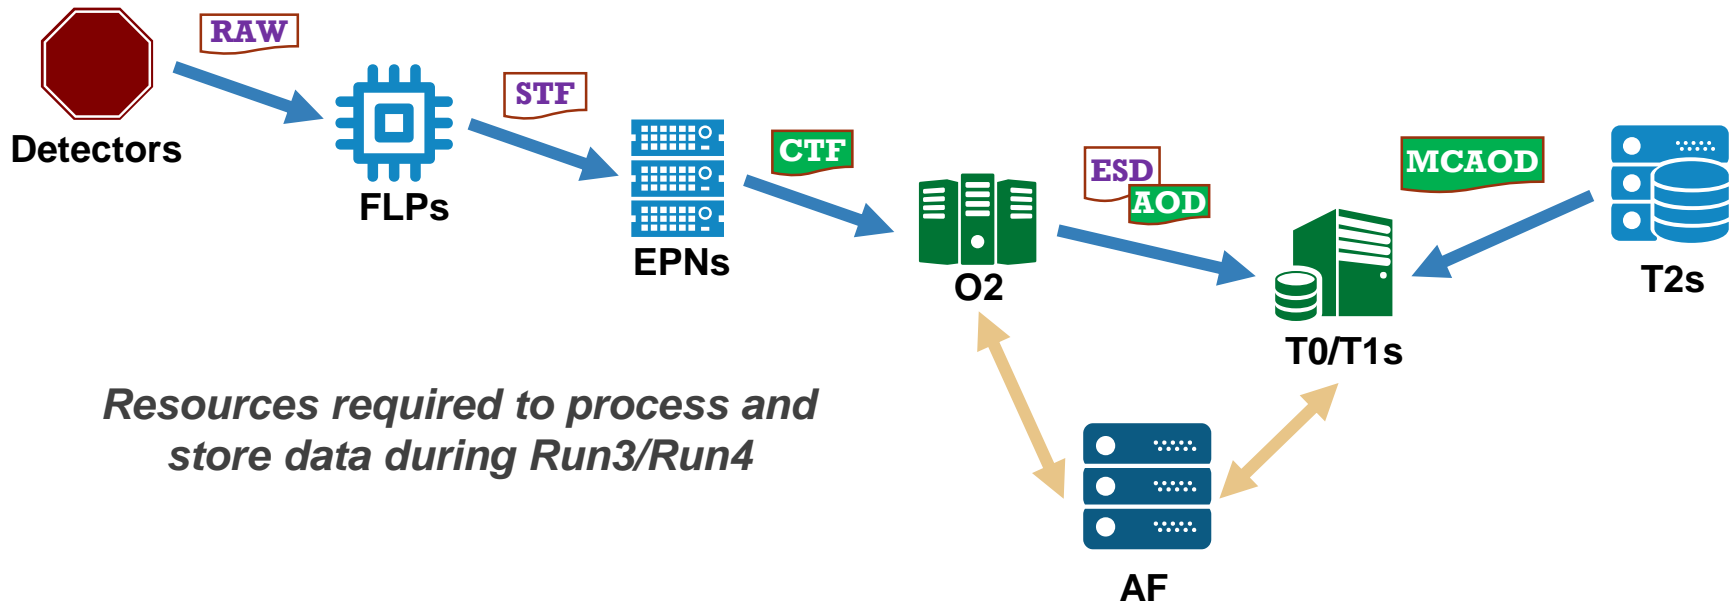 RAW
Detectors
STF
FLPs
CTF
EPNs
ESD
AOD
O2
MCAOD
T0/T1s
T2s
Resources required to process and
store data during Run3/Run4
AF